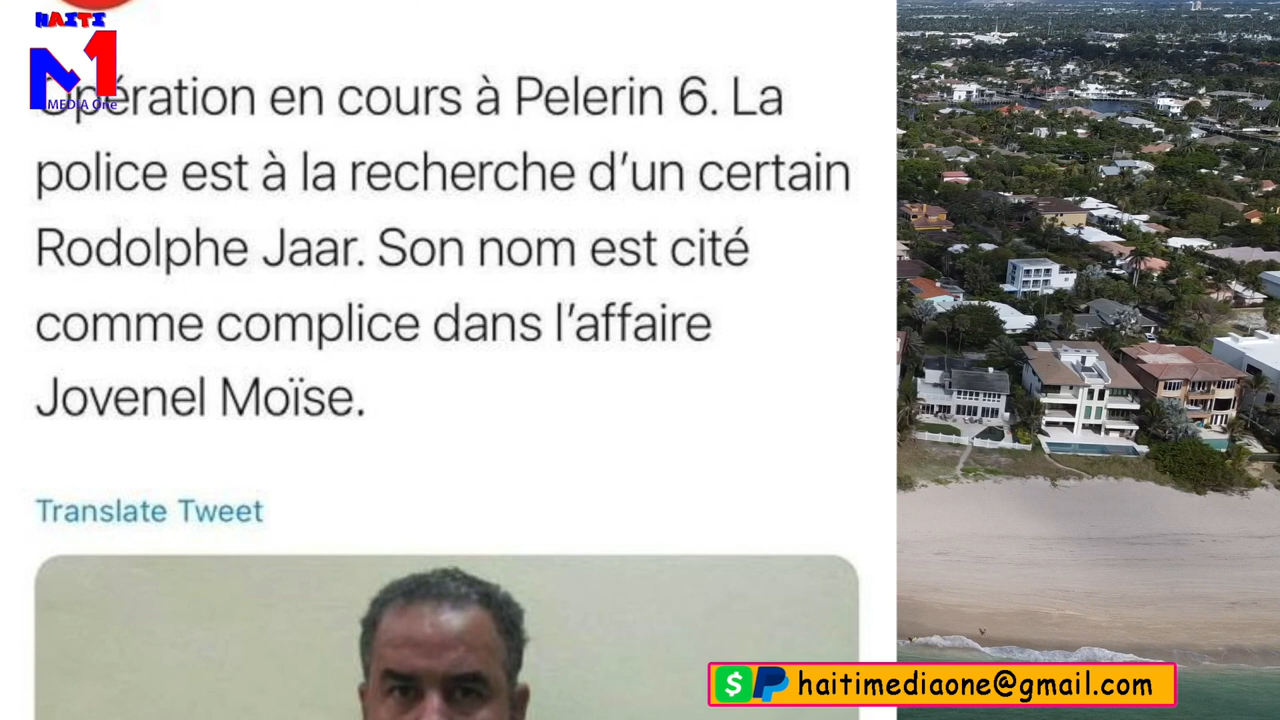 HAITI
M1
MEDIA One
Opération en cours à Pelerin 6. La
police est à la recherche d’un certain
Rodolphe Jaar. Son nom est cité
comme complice dans l’affaire
Jovenel Moïse.
Translate Tweet
$ P haitimediaone@gmail.com